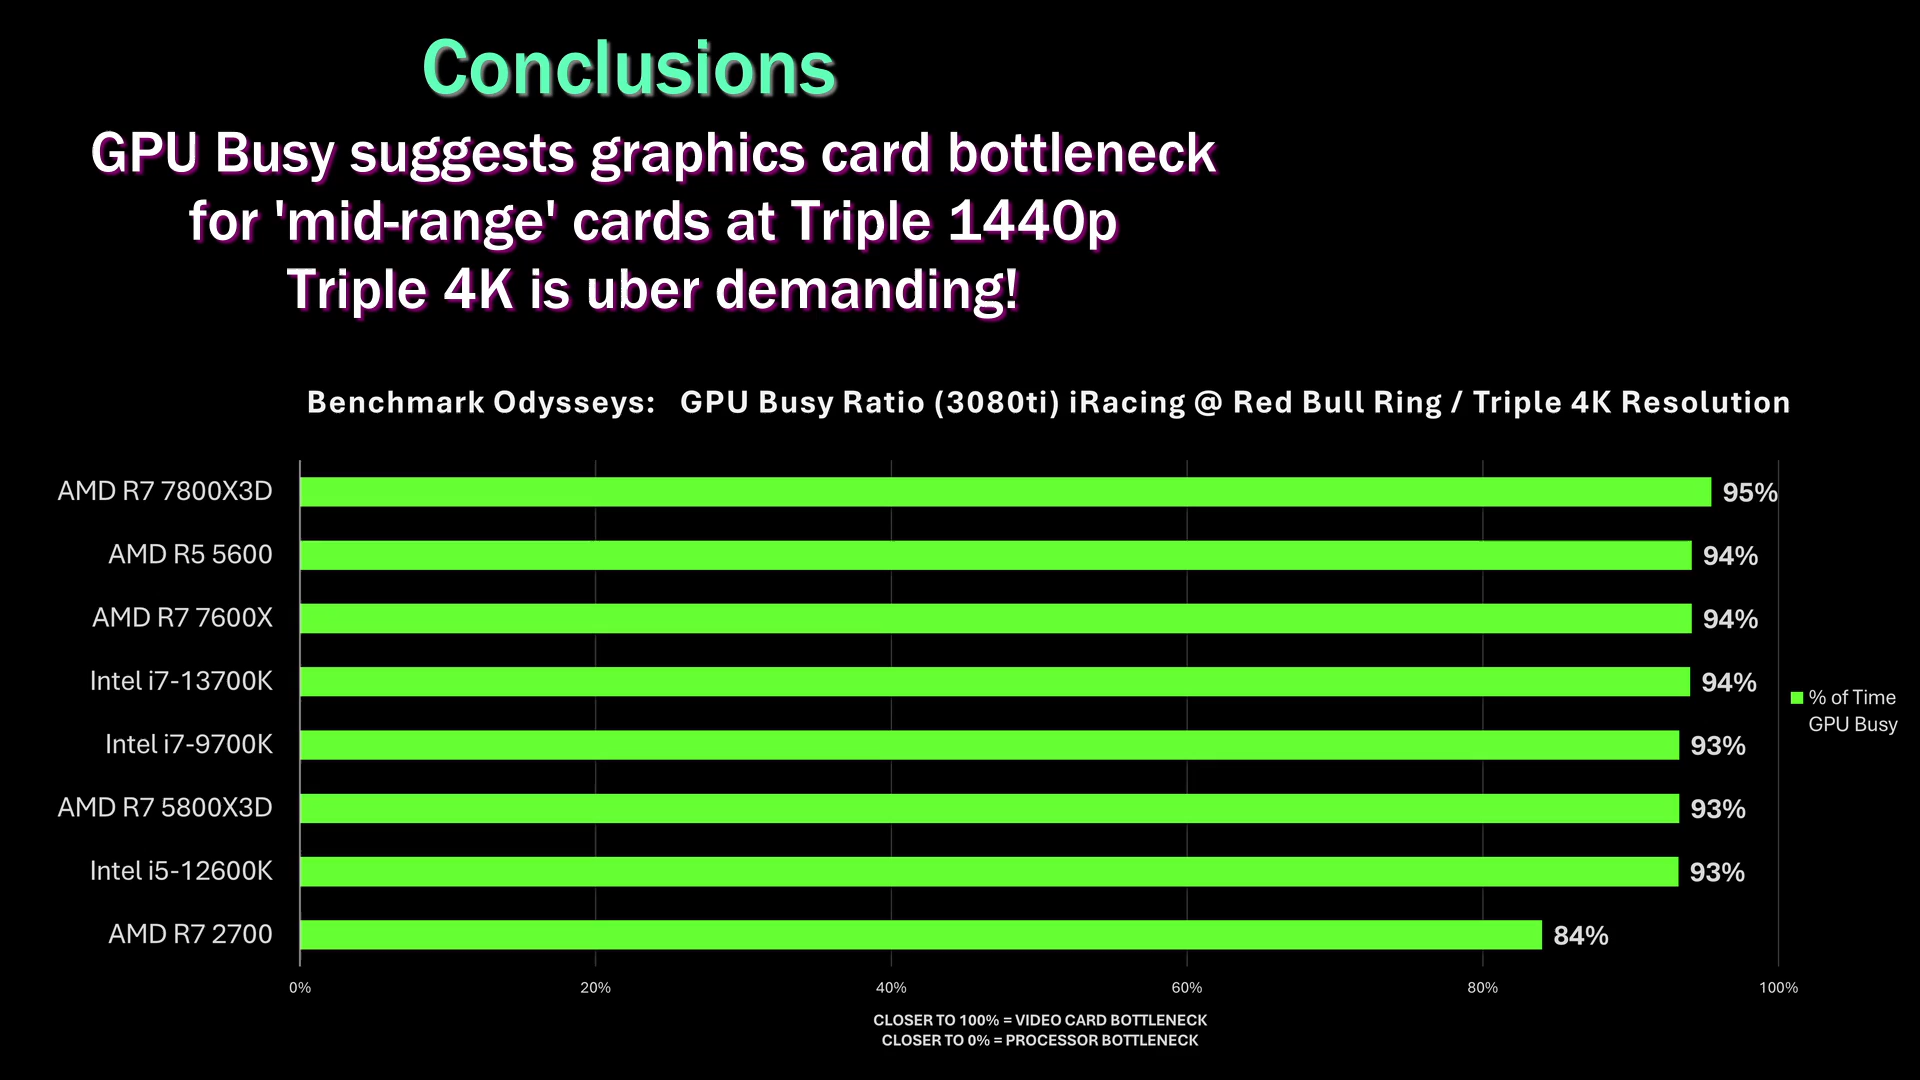 Conclusions
GPU Busy suggests graphics card bottleneck
for 'mid-range' cards at Triple 1440p
Triple 4K is uber demanding!
Benchmark Odysseys: GPU Busy Ratio (3080ti) iRacing @ Red Bull Ring / Triple 4K Resolution
AMD R7 7800X3D 95%
AMD R5 5600 94%
AMD R7 7600X 94%
Intel i7-13700K 94%
Intel i7-9700K 93%
AMD R7 5800X3D 93%
Intel i5-12600K 93%
AMD R7 2700 84%
% of Time
GPU Busy
0% 20% 40% 60% 80% 100%
CLOSER TO 100% = VIDEO CARD BOTTLENECK
CLOSER TO 0% = PROCESSOR BOTTLENECK